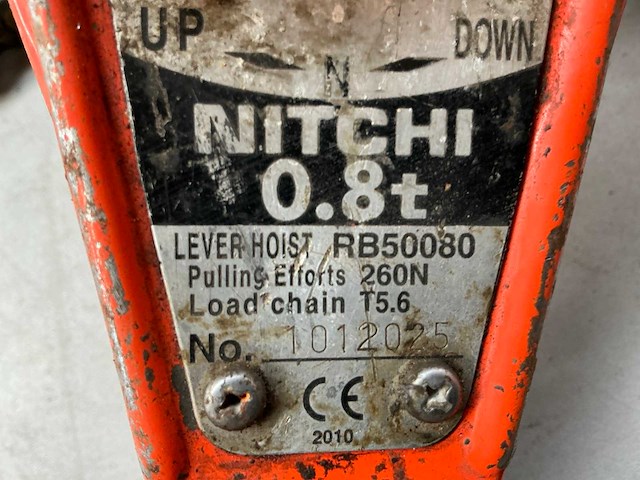 UP DOWN
N
NITCHI
0.8t
LEVER HOIST RB50080
Pulling Efforts 260N
Load chain T5.6
No. 1012025
CE
2010